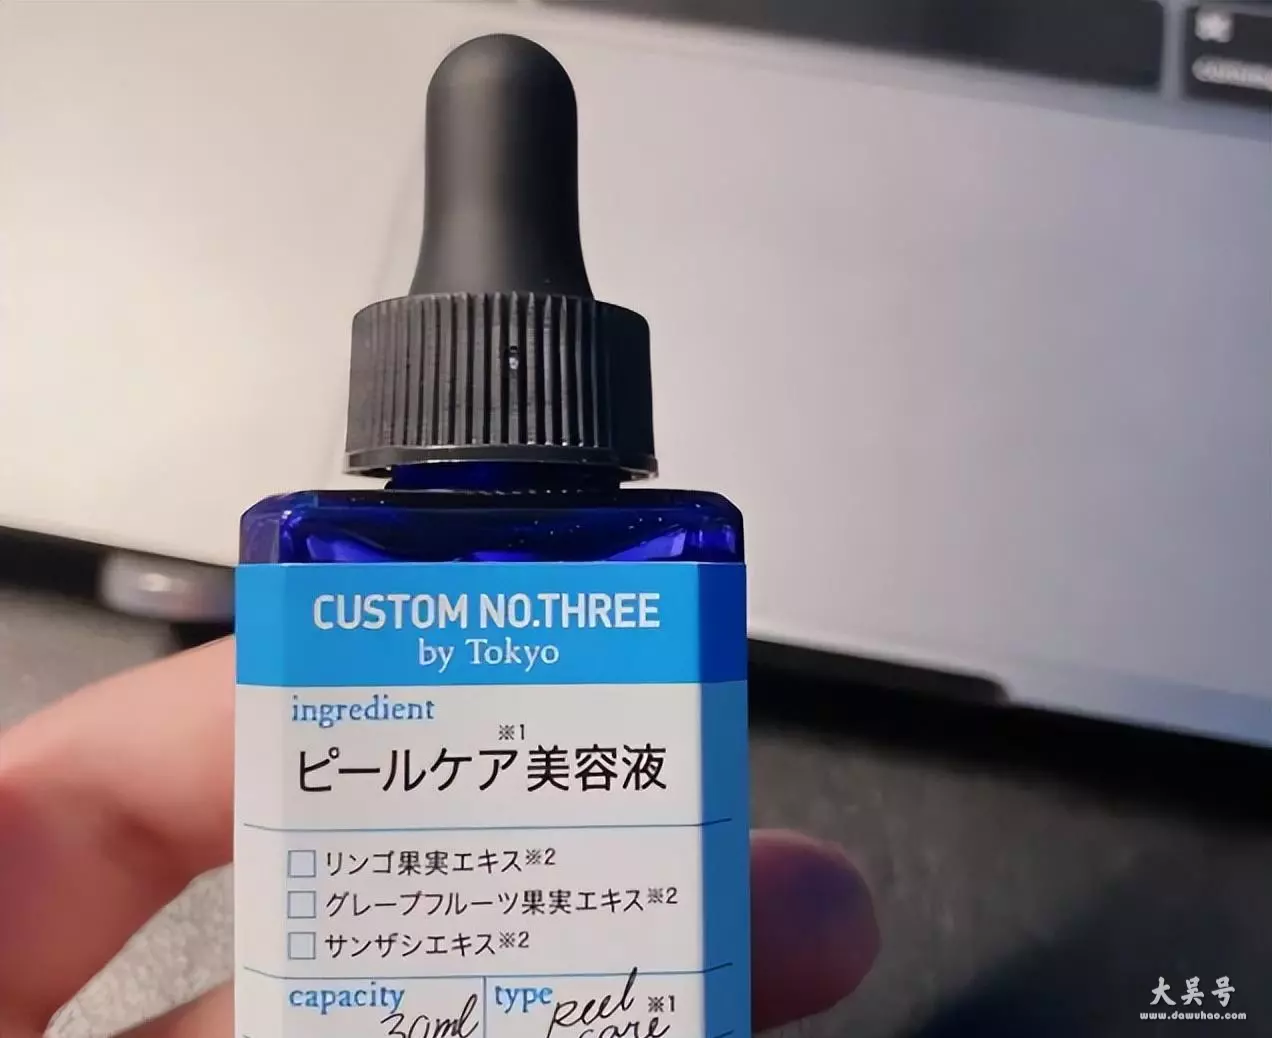 CUSTOM NO.THREE
by Tokyo
ingredient
※1
ピールケア美容液
リンゴ果実エキス※2
グレープフルーツ果実エキス※2
サンザシエキス※2
capacity
30ml
type
peel
care
※1
大吴号
www.dawuhao.com